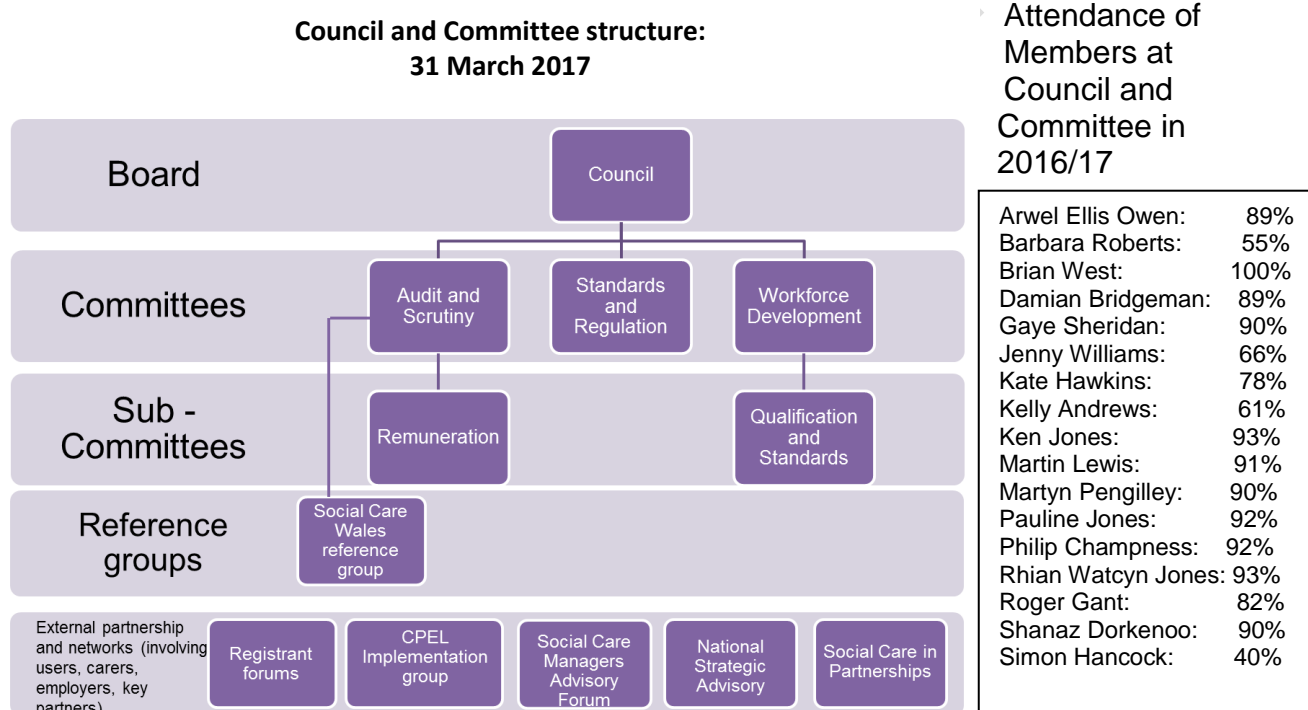 Council and Committee structure:
31 March 2017
Board
Council
Committees
Audit and
Scrutiny
Standards
and
Regulation
Workforce
Development
Sub -
Committees
Remuneration
Qualification
and
Standards
Reference
groups
Social Care
Wales
reference
group
External partnership
and networks (involving
users, carers,
employers, key
partners)
Registrant
forums
CPEL
Implementation
group
Social Care
Managers
Advisory
Forum
National
Strategic
Advisory
Social Care in
Partnerships
Attendance of
Members at
Council and
Committee in
2016/17
Arwel Ellis Owen: 89%
Barbara Roberts: 55%
Brian West: 100%
Damian Bridgeman: 89%
Gaye Sheridan: 90%
Jenny Williams: 66%
Kate Hawkins: 78%
Kelly Andrews: 61%
Ken Jones: 93%
Martin Lewis: 91%
Martyn Pengilley: 90%
Pauline Jones: 92%
Philip Champness: 92%
Rhian Watcyn Jones: 93%
Roger Gant: 82%
Shanaz Dorkenoo: 90%
Simon Hancock: 40%